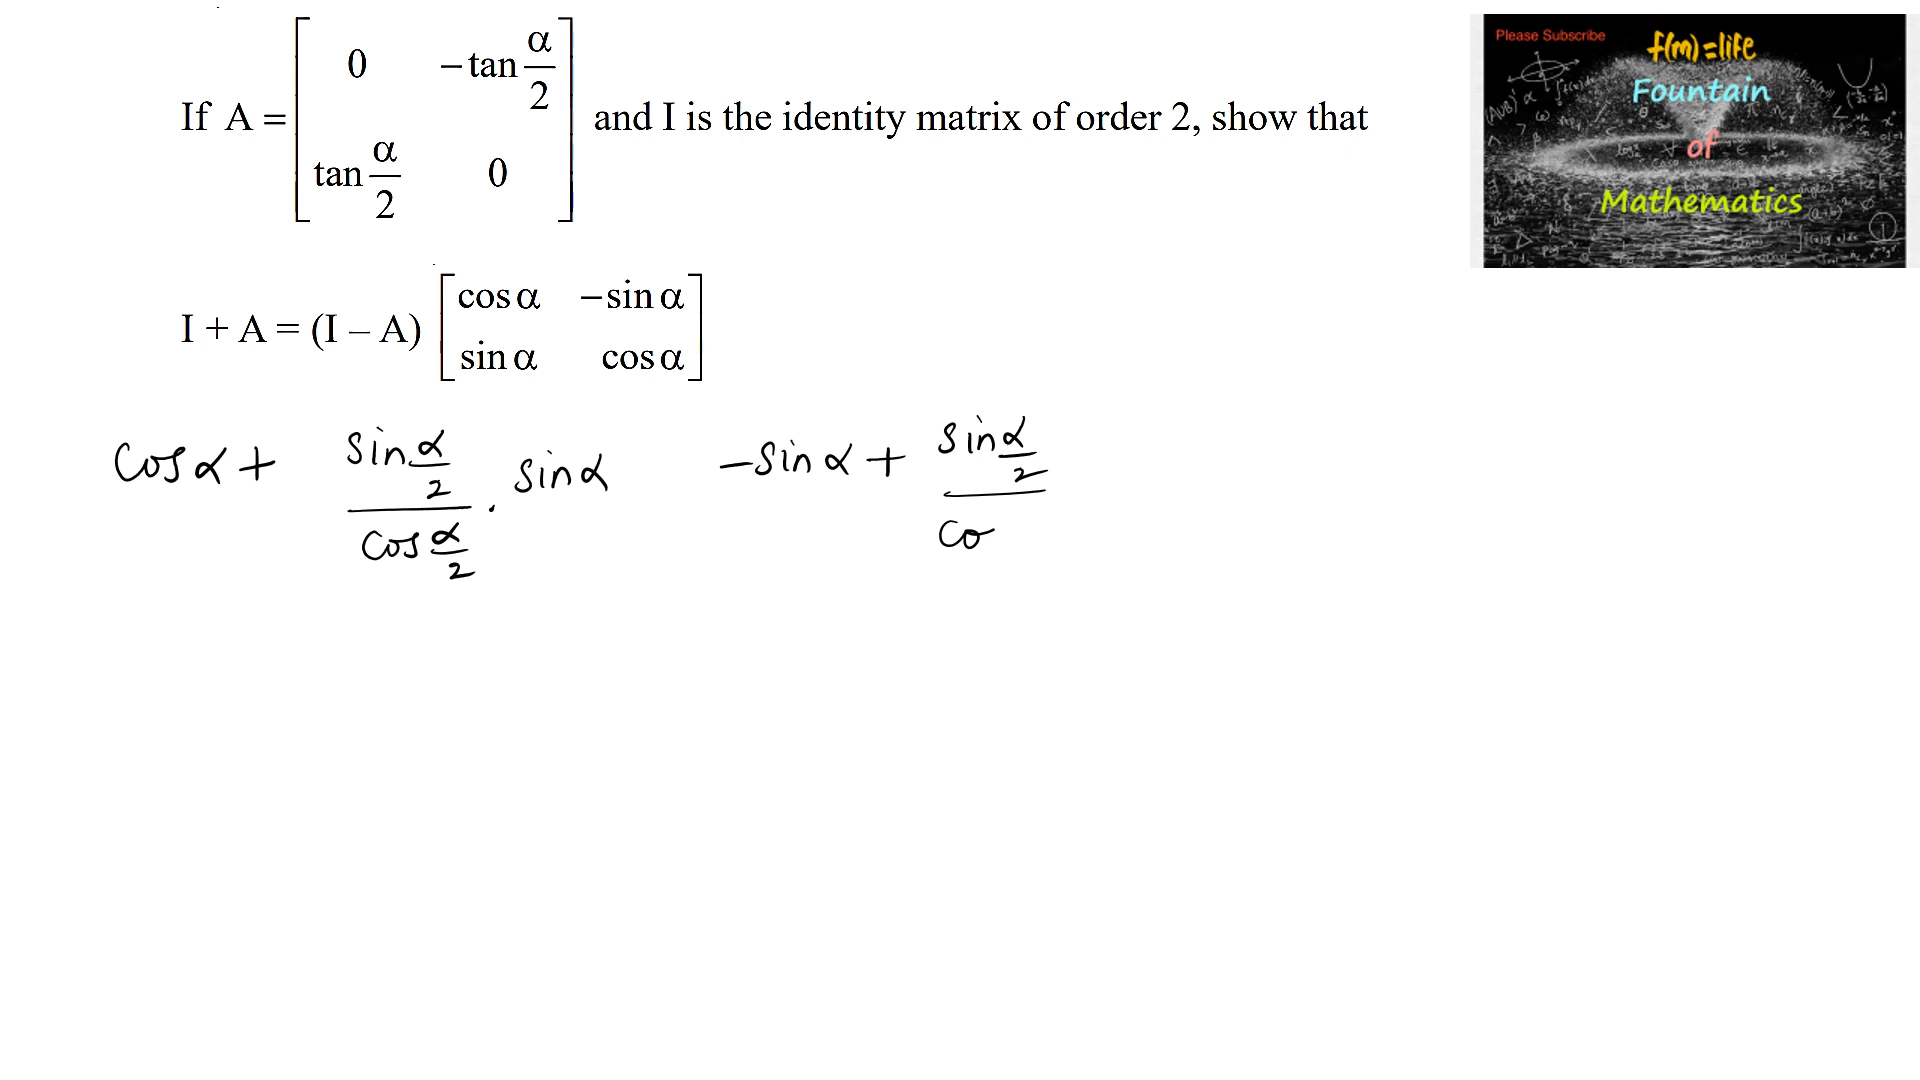 If A = [ 0 −tan α/2
tan α/2 0 ] and I is the identity matrix of order 2, show that
I + A = (I – A) [ cos α −sin α
sin α cos α ]
cos α + sin α/2 / cos α/2 . sin α −sin α + sin α/2 / co
Please Subscribe
f(m)=life
Fountain
of
Mathematics